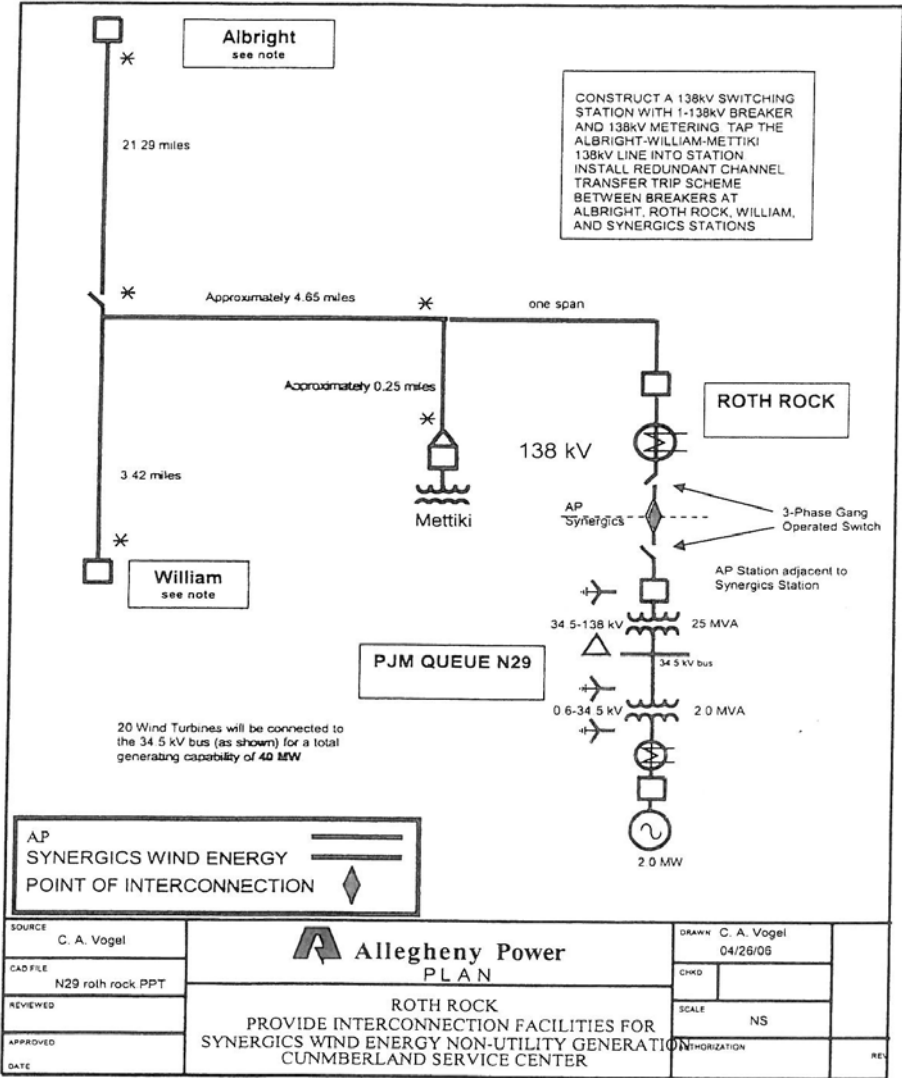 Albright
see note
21 29 miles
CONSTRUCT A 138kV SWITCHING
STATION WITH 1-138kV BREAKER
AND 138kV METERING TAP THE
ALBRIGHT-WILLIAM-METTIKI
138kV LINE INTO STATION
INSTALL REDUNDANT CHANNEL
TRANSFER TRIP SCHEME
BETWEEN BREAKERS AT
ALBRIGHT, ROTH ROCK, WILLIAM,
AND SYNERGICS STATIONS
Approximately 4.65 miles
one span
Approximately 0.25 miles
ROTH ROCK
138 kV
3 42 miles
Mettiki
AP
Synergics
3-Phase Gang
Operated Switch
William
see note
AP Station adjacent to
Synergics Station
34 5-138 kV
25 MVA
PJM QUEUE N29
34 5 kV bus
0 6-34 5 kV
2 0 MVA
20 Wind Turbines will be connected to
the 34.5 kV bus (as shown) for a total
generating capability of 40 MW
2.0 MW
AP
SYNERGICS WIND ENERGY
POINT OF INTERCONNECTION
SOURCE
C. A. Vogel
CAD FILE
N29 roth rock.PPT
REVIEWED
APPROVED
DATE
Allegheny Power
PLAN
ROTH ROCK
PROVIDE INTERCONNECTION FACILITIES FOR
SYNERGICS WIND ENERGY NON-UTILITY GENERATION
CUNMBERLAND SERVICE CENTER
DRAWN C. A. Vogel
04/26/06
CHKD
SCALE
NS
REV